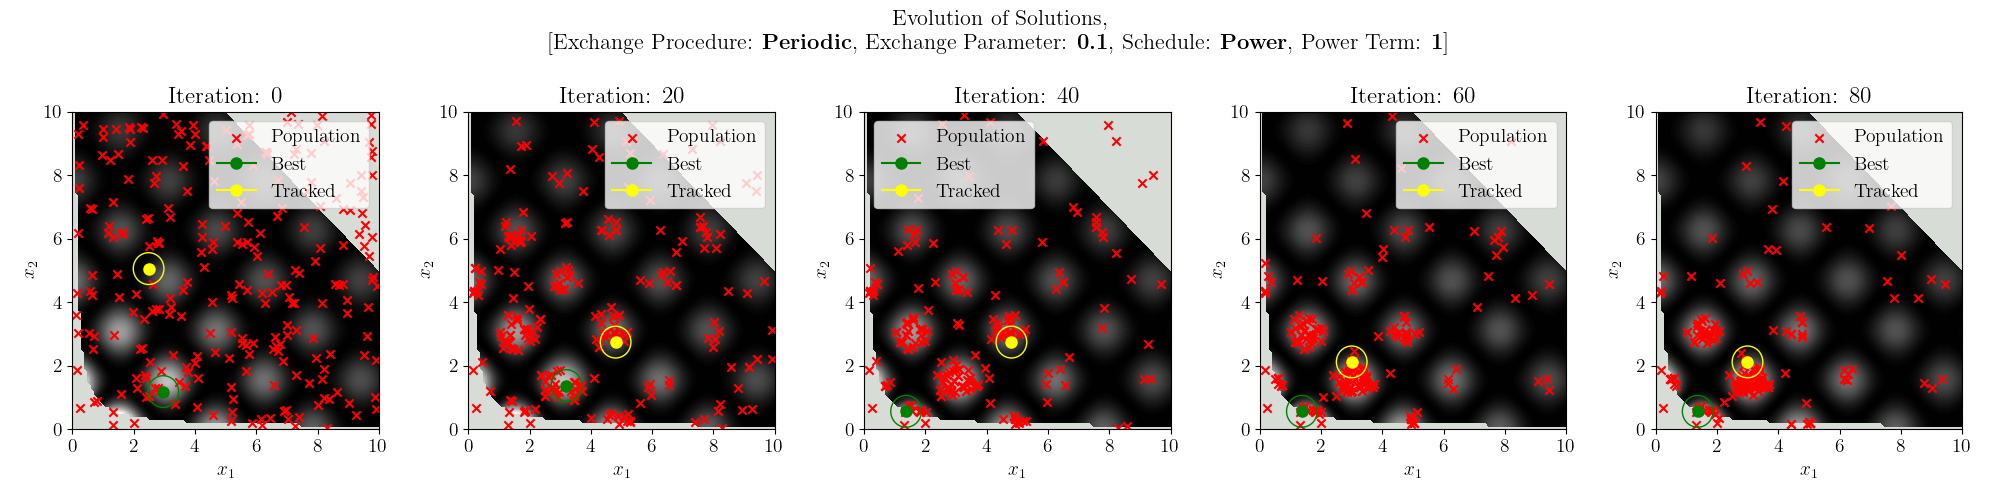 Evolution of Solutions,
[Exchange Procedure: Periodic, Exchange Parameter: 0.1, Schedule: Power, Power Term: 1]
Iteration: 0
10
8
6
4
2
0
x2
0 2 4 6 8 10
x1
Population
Best
Tracked
Iteration: 20
10
8
6
4
2
0
x2
0 2 4 6 8 10
x1
Population
Best
Tracked
Iteration: 40
10
8
6
4
2
0
x2
0 2 4 6 8 10
x1
Population
Best
Tracked
Iteration: 60
10
8
6
4
2
0
x2
0 2 4 6 8 10
x1
Population
Best
Tracked
Iteration: 80
10
8
6
4
2
0
x2
0 2 4 6 8 10
x1
Population
Best
Tracked